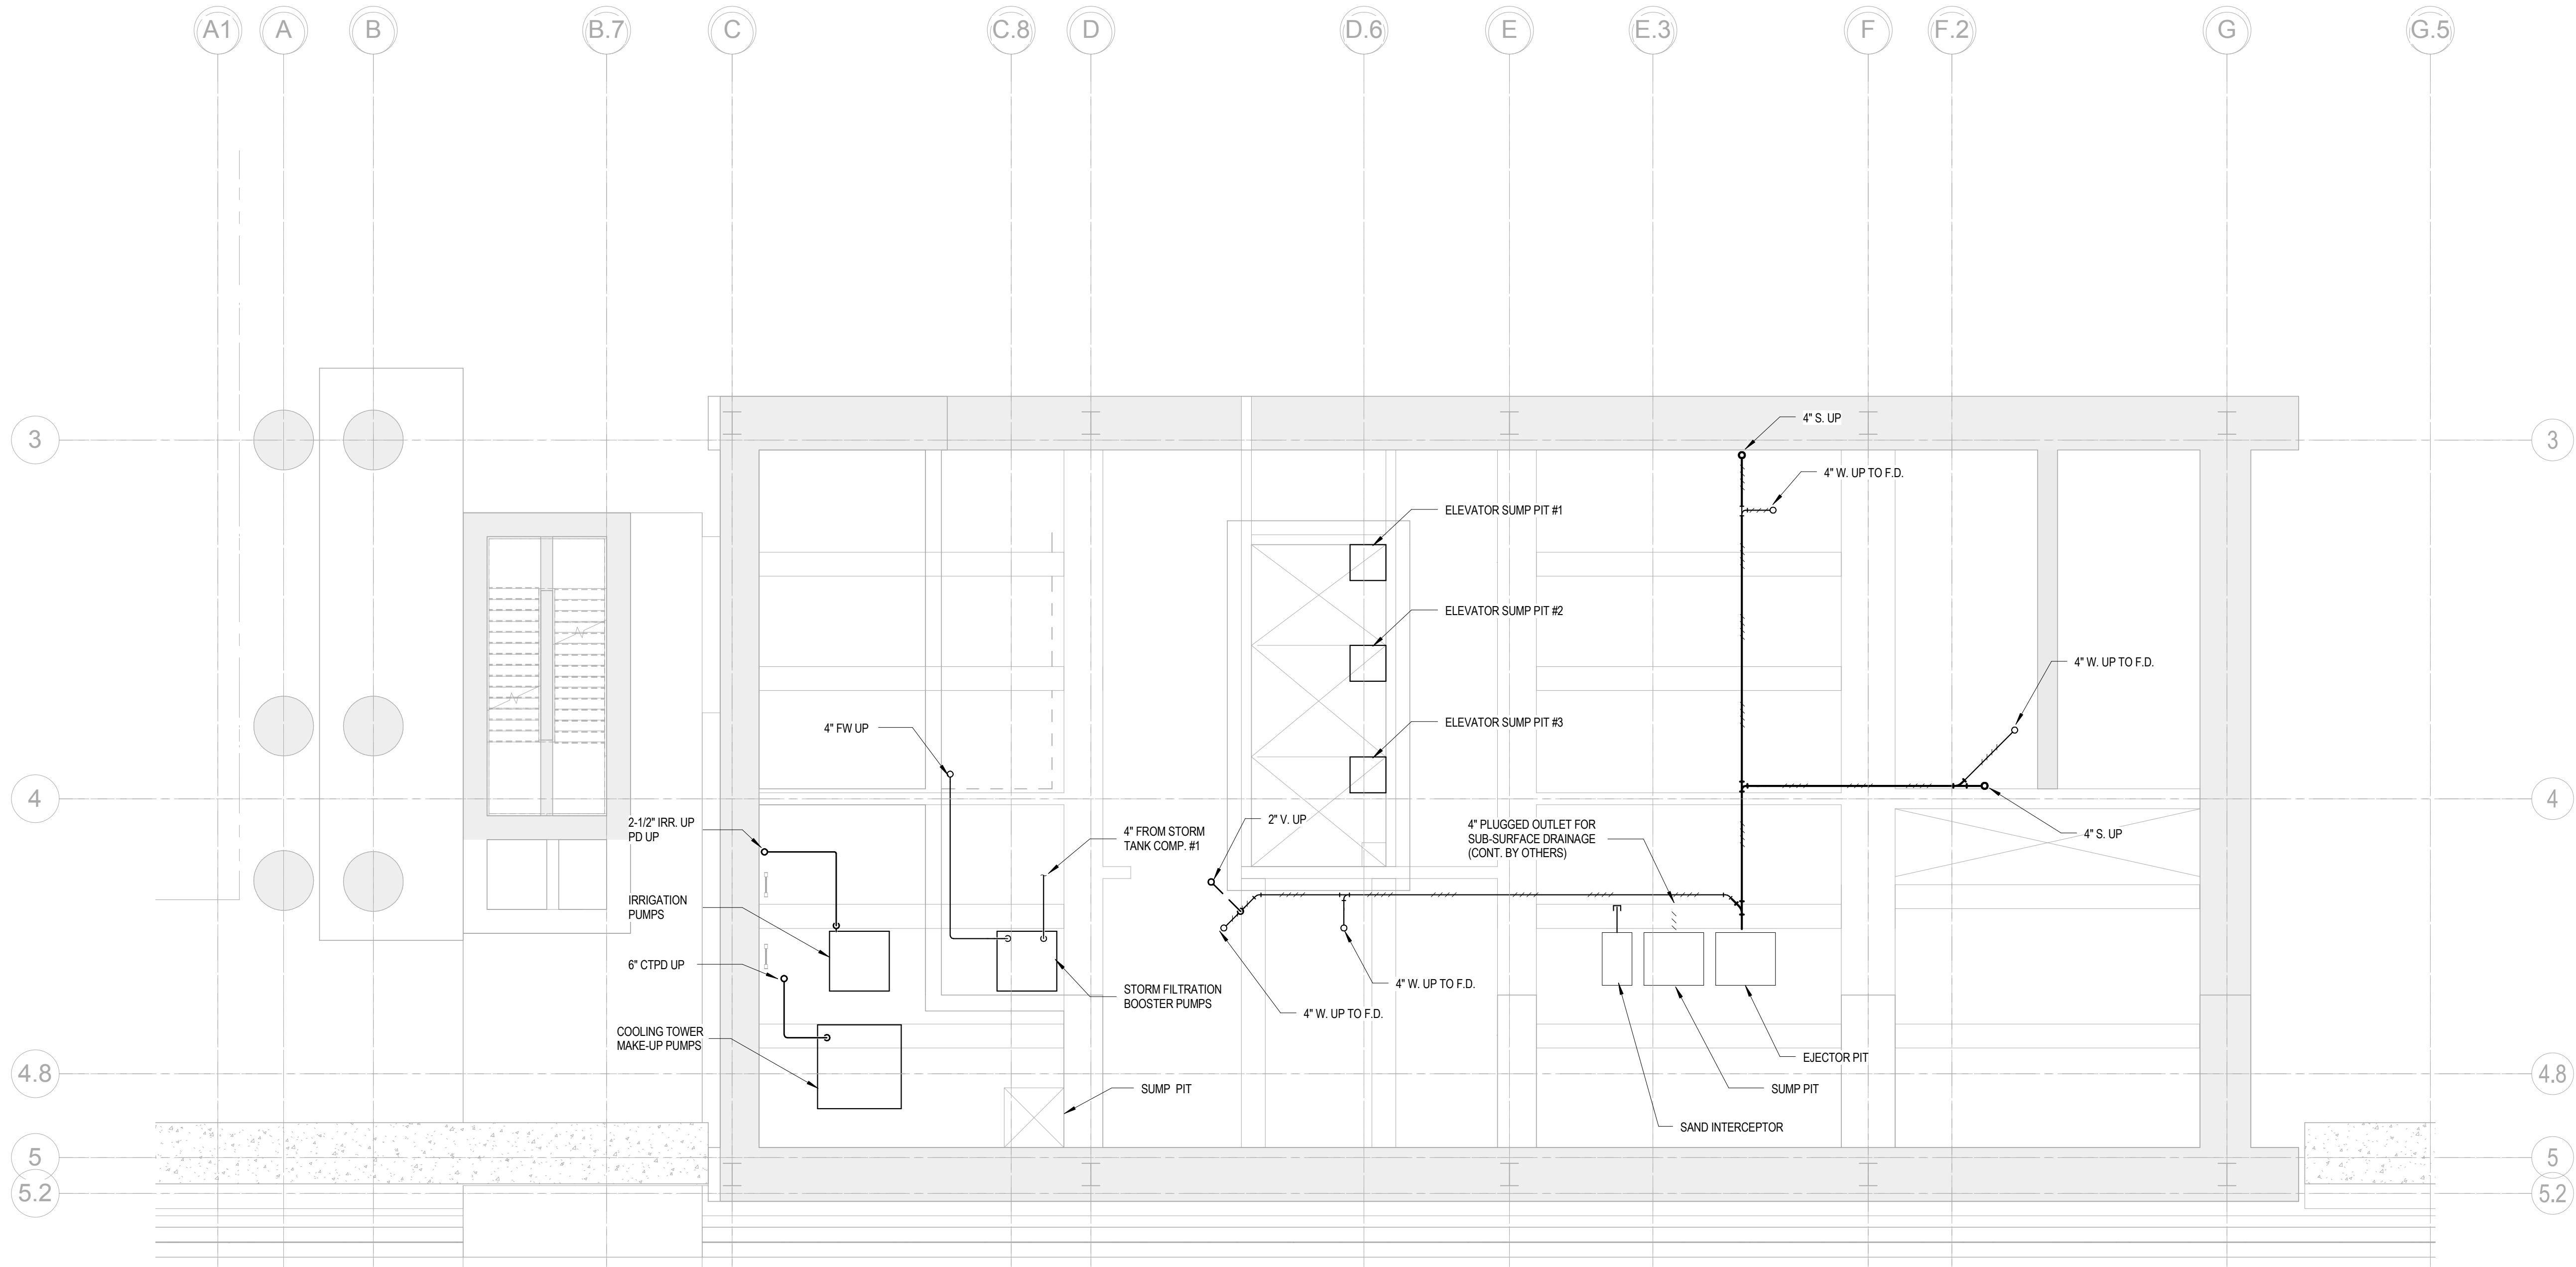 A1
A
B
B.7
C
C.8
D
D.6
E
E.3
F
F.2
G
G.5
3
3
4" S. UP
4" W. UP TO F.D.
ELEVATOR SUMP PIT #1
ELEVATOR SUMP PIT #2
4" W. UP TO F.D.
ELEVATOR SUMP PIT #3
4" FW UP
4
4
2-1/2" IRR. UP
PD UP
4" FROM STORM
TANK COMP. #1
2" V. UP
4" PLUGGED OUTLET FOR
SUB-SURFACE DRAINAGE
(CONT. BY OTHERS)
4" S. UP
IRRIGATION
PUMPS
6" CTPD UP
STORM FILTRATION
BOOSTER PUMPS
4" W. UP TO F.D.
4" W. UP TO F.D.
COOLING TOWER
MAKE-UP PUMPS
EJECTOR PIT
4.8
4.8
SUMP PIT
SUMP PIT
SAND INTERCEPTOR
5
5
5.2
5.2